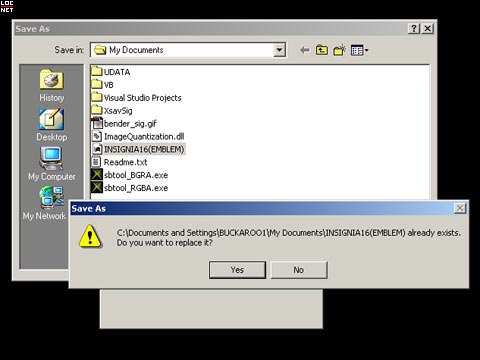 LOC
NET
Save As
Save in:
My Documents
History
Desktop
My Computer
My Network
UDATA
VB
Visual Studio Projects
XsavSig
bender_sig.gif
ImageQuantization.dll
INSIGNIA16(EMBLEM)
Readme.txt
sbtool_BGRA.exe
sbtool_RGBA.exe
Save As
C:\Documents and Settings\BUCKAROO1\My Documents\INSIGNIA16(EMBLEM) already exists.
Do you want to replace it?
Yes
No